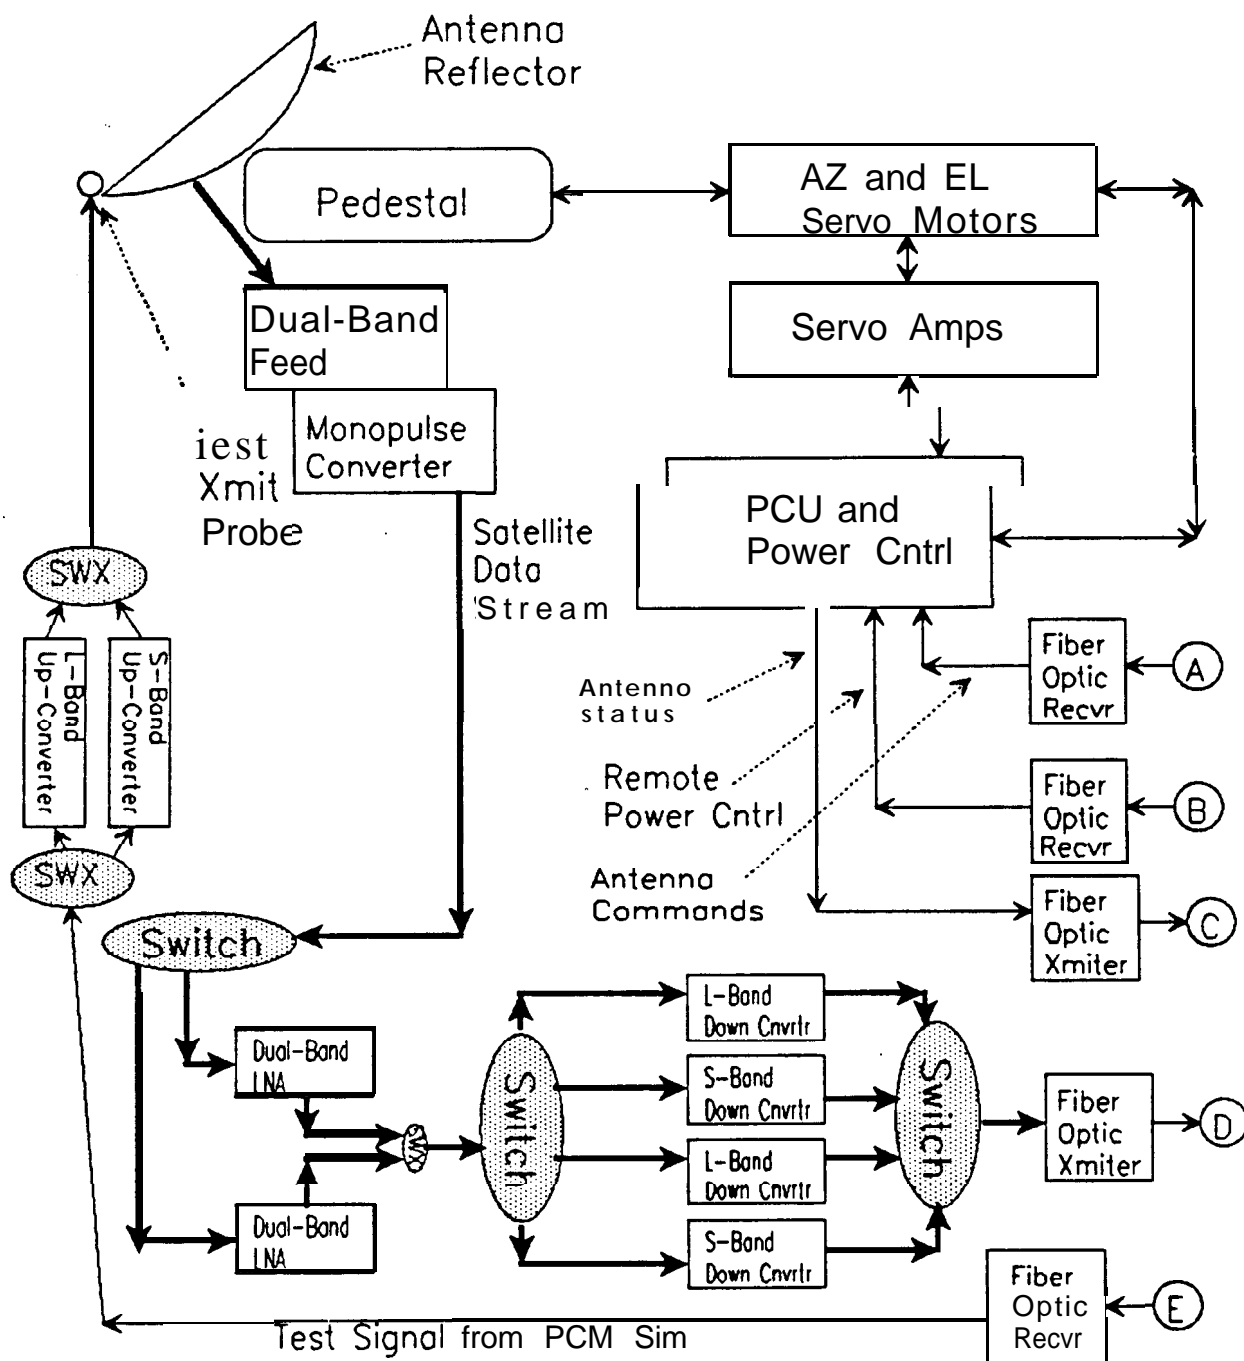 Antenna
Reflector
Pedestal
AZ and EL
Servo Motors
Servo Amps
Dual-Band
Feed
Monopulse
Converter
iest
Xmit
Probe
PCU and
Power Cntrl
Satellite
Data
Stream
SWX
L-Band
Up-Converter
S-Band
Up-Converter
SWX
Antenno
status
Remote
Power Cntrl
Antenna
Commands
Fiber
Optic
Recvr
A
Fiber
Optic
Recvr
B
Fiber
Optic
Xmiter
C
Switch
Dual-Band
LNA
Dual-Band
LNA
SWX
Switch
L-Band
Down Cnvrtr
S-Band
Down Cnvrtr
L-Band
Down Cnvrtr
S-Band
Down Cnvrtr
Switch
Fiber
Optic
Xmiter
D
Fiber
Optic
Recvr
E
Test Signal from PCM Sim